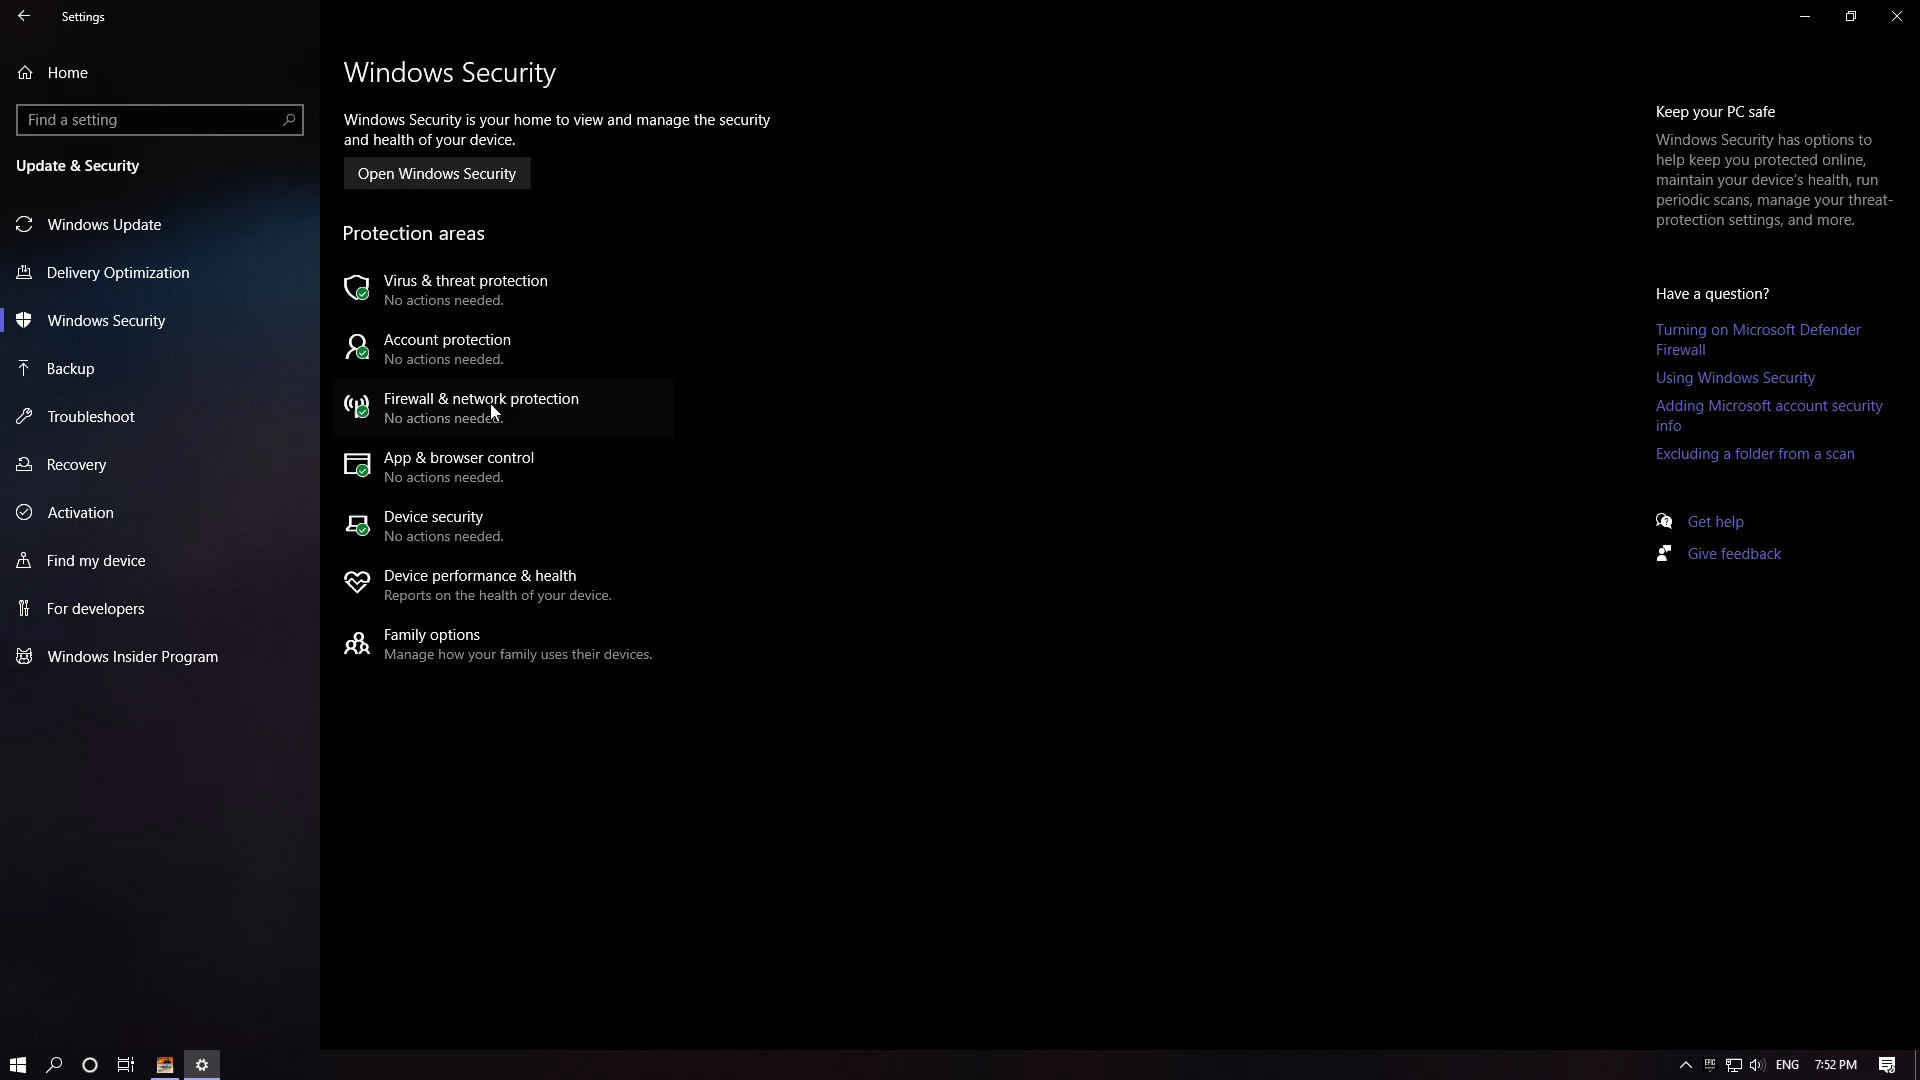 Settings
Home
Find a setting
Update & Security
Windows Update
Delivery Optimization
Windows Security
Backup
Troubleshoot
Recovery
Activation
Find my device
For developers
Windows Insider Program
Windows Security
Windows Security is your home to view and manage the security
and health of your device.
Open Windows Security
Protection areas
Virus & threat protection
No actions needed.
Account protection
No actions needed.
Firewall & network protection
No actions needed.
App & browser control
No actions needed.
Device security
No actions needed.
Device performance & health
Reports on the health of your device.
Family options
Manage how your family uses their devices.
Keep your PC safe
Windows Security has options to
help keep you protected online,
maintain your device's health, run
periodic scans, manage your threat-
protection settings, and more.
Have a question?
Turning on Microsoft Defender
Firewall
Using Windows Security
Adding Microsoft account security
info
Excluding a folder from a scan
Get help
Give feedback
EPIC
ENG
7:52 PM